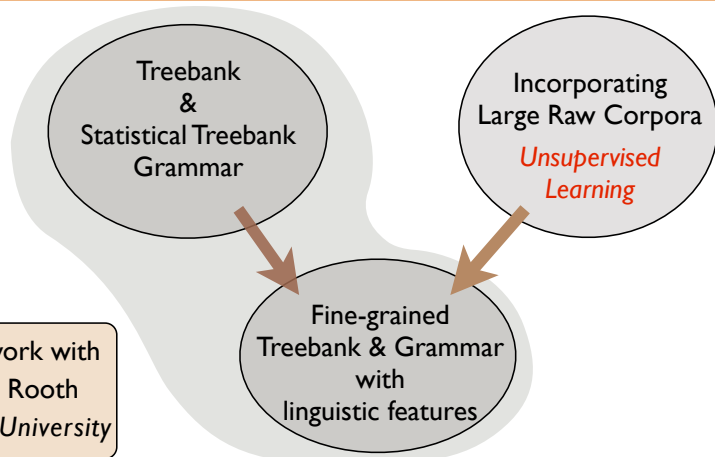 Treebank
&
Statistical Treebank
Grammar
Incorporating
Large Raw Corpora
Unsupervised
Learning
Fine-grained
Treebank & Grammar
with
linguistic features
work with
Rooth
University